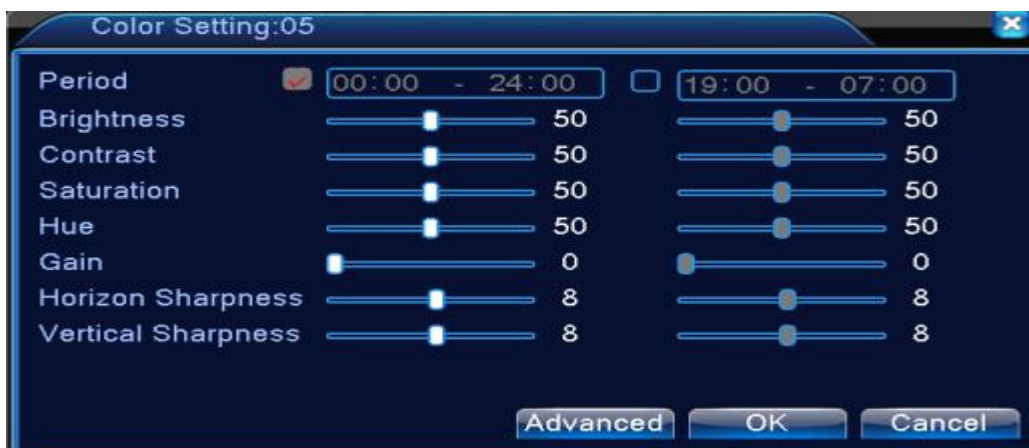 Color Setting:05
Period 00:00 - 24:00 19:00 - 07:00
Brightness 50 50
Contrast 50 50
Saturation 50 50
Hue 50 50
Gain 0 0
Horizon Sharpness 8 8
Vertical Sharpness 8 8
Advanced OK Cancel